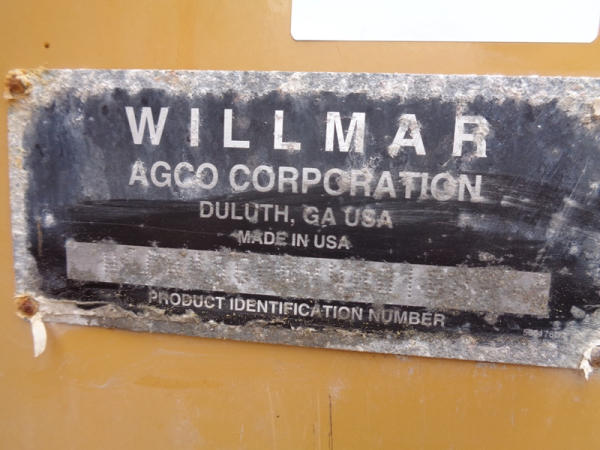 WILLMAR
AGCO CORPORATION
DULUTH, GA USA
MADE IN USA
PRODUCT IDENTIFICATION NUMBER